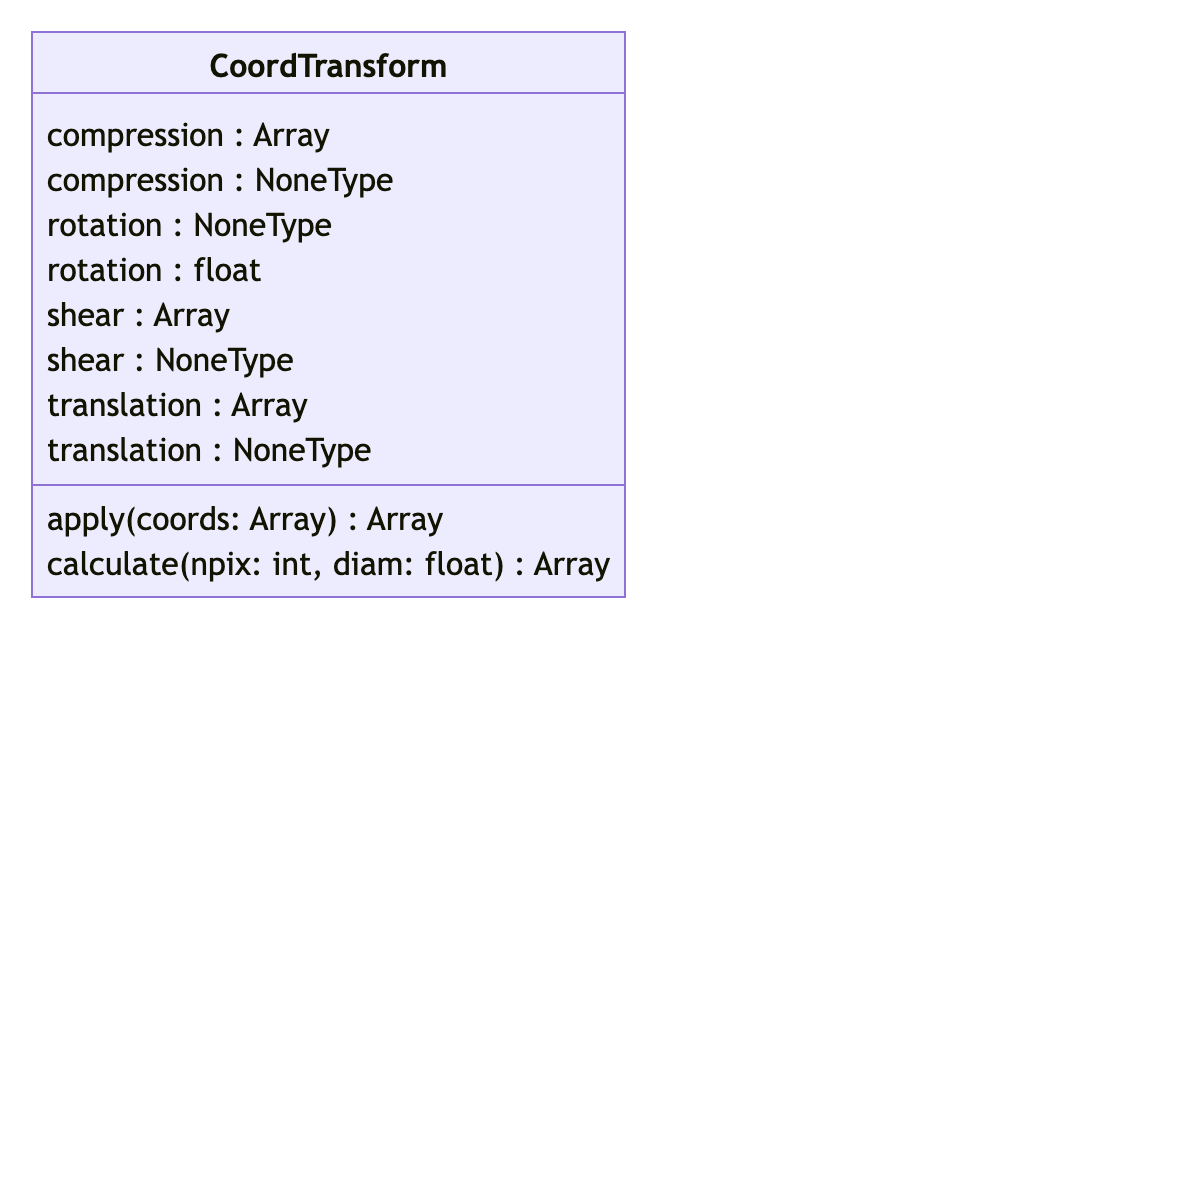 CoordTransform
compression : Array
compression : NoneType
rotation : NoneType
rotation : float
shear : Array
shear : NoneType
translation : Array
translation : NoneType
apply(coords: Array) : Array
calculate(npix: int, diam: float) : Array